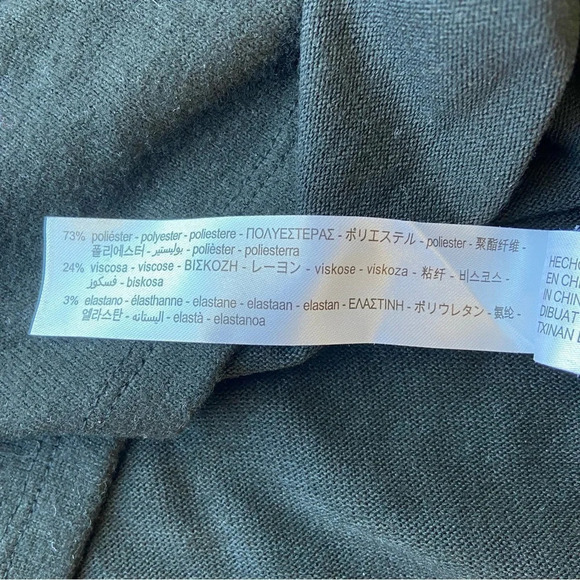 73% poliéster - polyester - poliestere - ΠΟΛΥΕΣΤΕΡΑΣ - ポリエステル - poliester - 聚酯纤维 -
폴리에스터 - بوليستير - polièster - poliesterra
24% viscosa - viscose - ΒΙΣΚΟΖΗ - レーヨン - viskose - viskoza - 粘纤 - 비스코스 -
فسكوز - biskosa
3% elastano - élasthanne - elastane - elastaan - elastan - ΕΛΑΣΤΙΝΗ - ポリウレタン - 氨纶 -
엘라스탄 - اليستانه - elastà - elastanoa
HECHO
EN CHI
IN CHIN
DIBUAT
TXINAN E